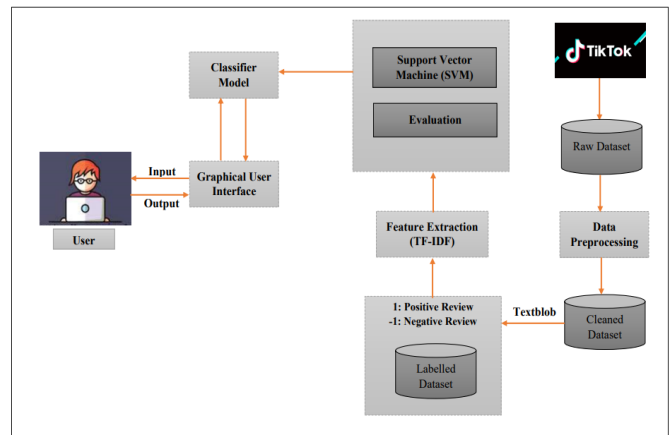 TikTok
Raw Dataset
Data
Preprocessing
Cleaned
Dataset
Textblob
1: Positive Review
-1: Negative Review
Labelled
Dataset
Feature Extraction
(TF-IDF)
Support Vector
Machine (SVM)
Evaluation
Classifier
Model
Graphical User
Interface
Input
Output
User